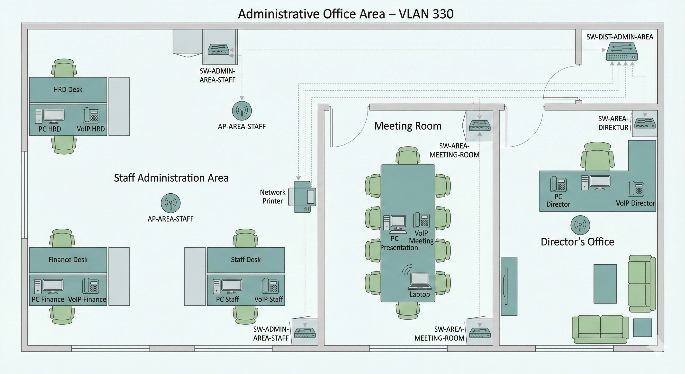 Administrative Office Area – VLAN 330
SW-DIST-ADMIN-AREA
SW-ADMIN-
AREA-STAFF
HRD Desk
PC HRD
VoIP HRD
AP-AREA-STAFF
Meeting Room
SW-AREA-
MEETING-ROOM
SW-AREA-
DIREKTUR
Staff Administration Area
AP-AREA-STAFF
Network
Printer
PC
Director
VoIP Director
Director's Office
PC
Presentation
VoIP
Meeting
Laptop
Finance Desk
PC Finance
VoIP Finance
Staff Desk
PC Staff
VoIP Staff
SW-ADMIN-
AREA-STAFF
SW-AREA-
MEETING-ROOM